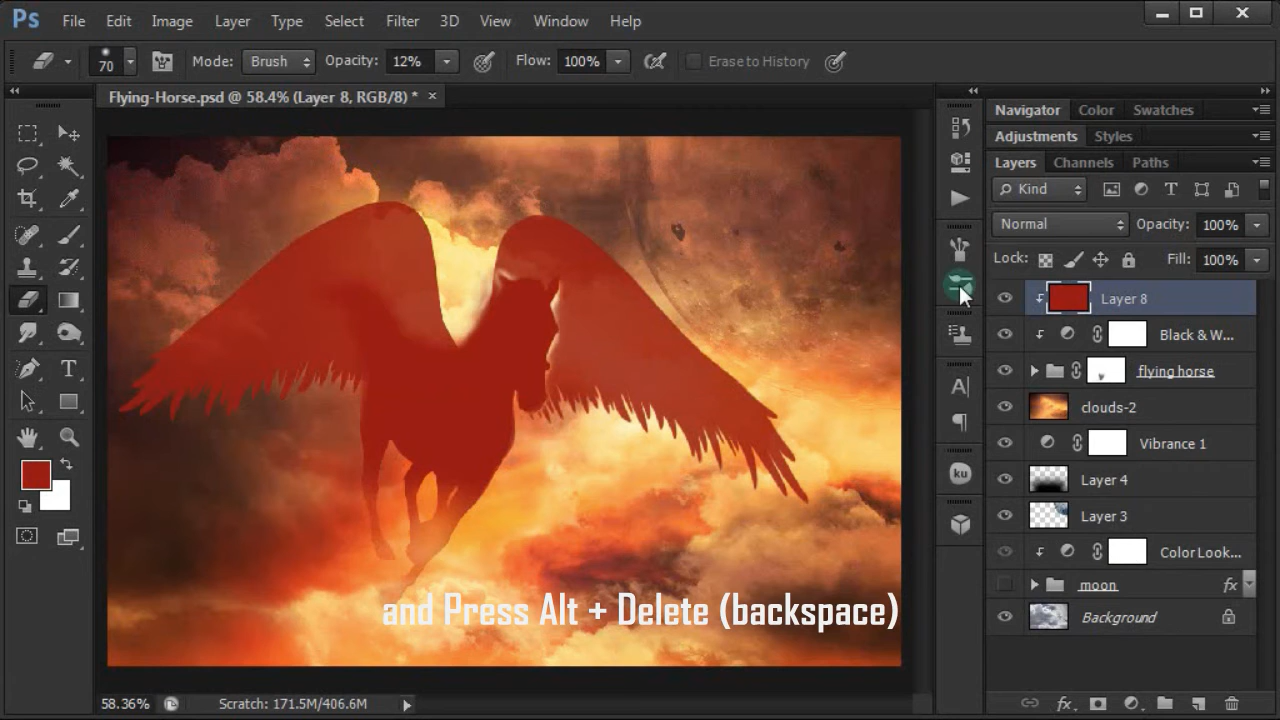 Ps File Edit Image Layer Type Select Filter 3D View Window Help
70 Mode: Brush Opacity: 12% Flow: 100% Erase to History
Flying-Horse.psd @ 58.4% (Layer 8, RGB/8) * ×
Navigator Color Swatches
Adjustments Styles
Layers Channels Paths
Kind T
Normal Opacity: 100%
Lock: Fill: 100%
Layer 8
Black & W...
flying horse
clouds-2
Vibrance 1
Layer 4
Layer 3
Color Look...
moon fx
Background
A
ku
T
and Press Alt + Delete (backspace)
58.36% Scratch: 171.5M/406.6M
fx